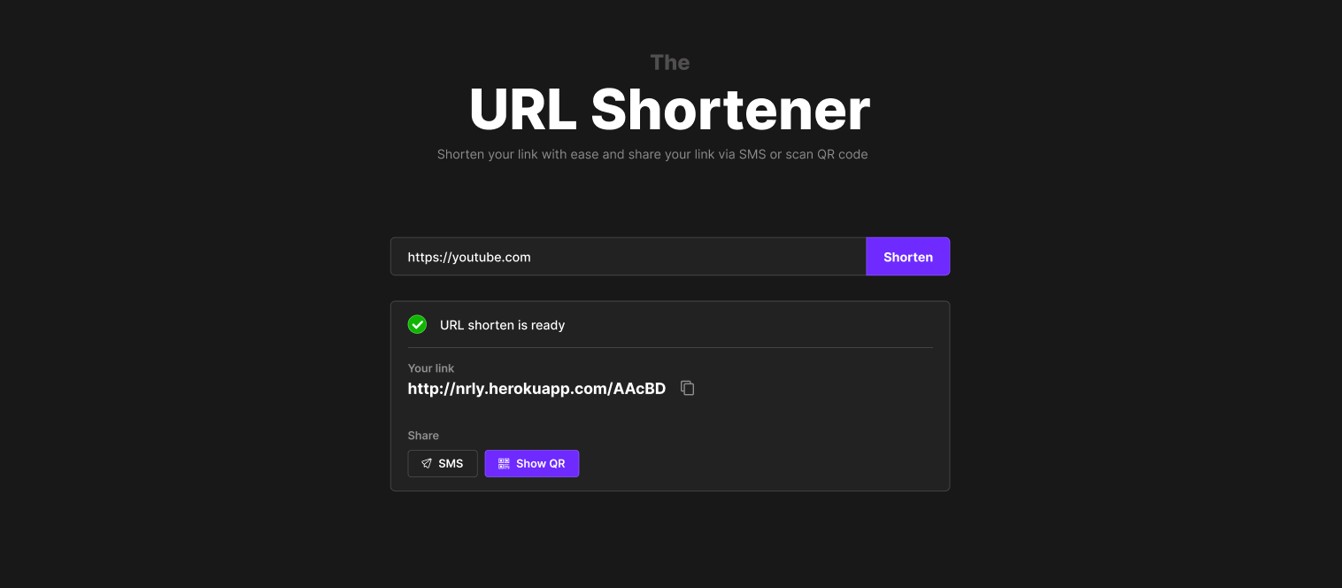 The
URL Shortener
Shorten your link with ease and share your link via SMS or scan QR code
https://youtube.com
Shorten
URL shorten is ready
Your link
http://nrly.herokuapp.com/AAcBD
Share
SMS
Show QR